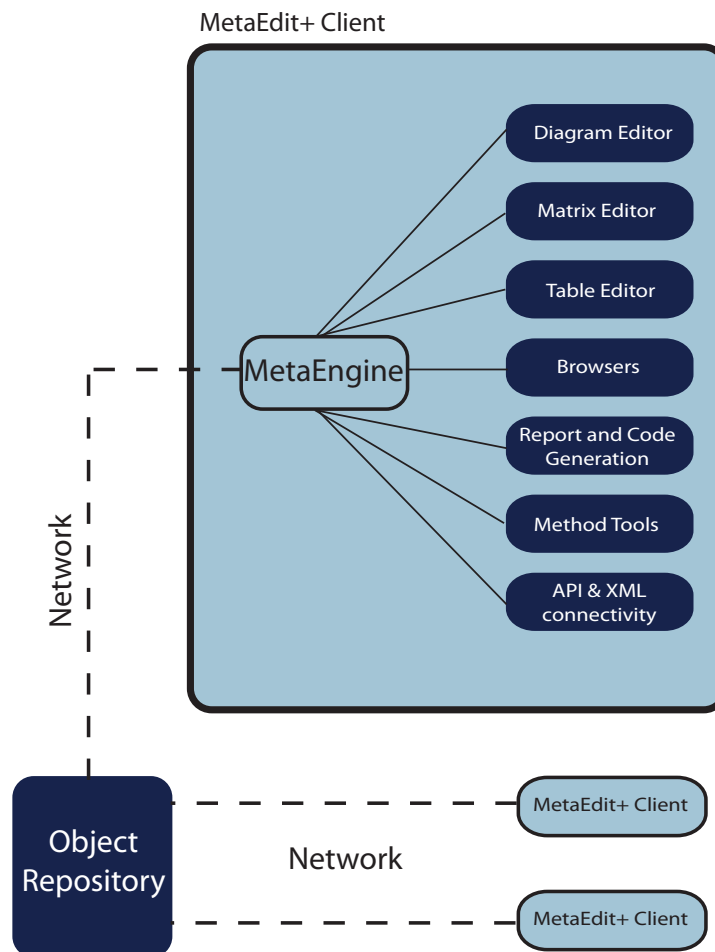 MetaEdit+ Client
Diagram Editor
Matrix Editor
Table Editor
MetaEngine
Browsers
Report and Code
Generation
Method Tools
API & XML
connectivity
Network
Object
Repository
MetaEdit+ Client
Network
MetaEdit+ Client